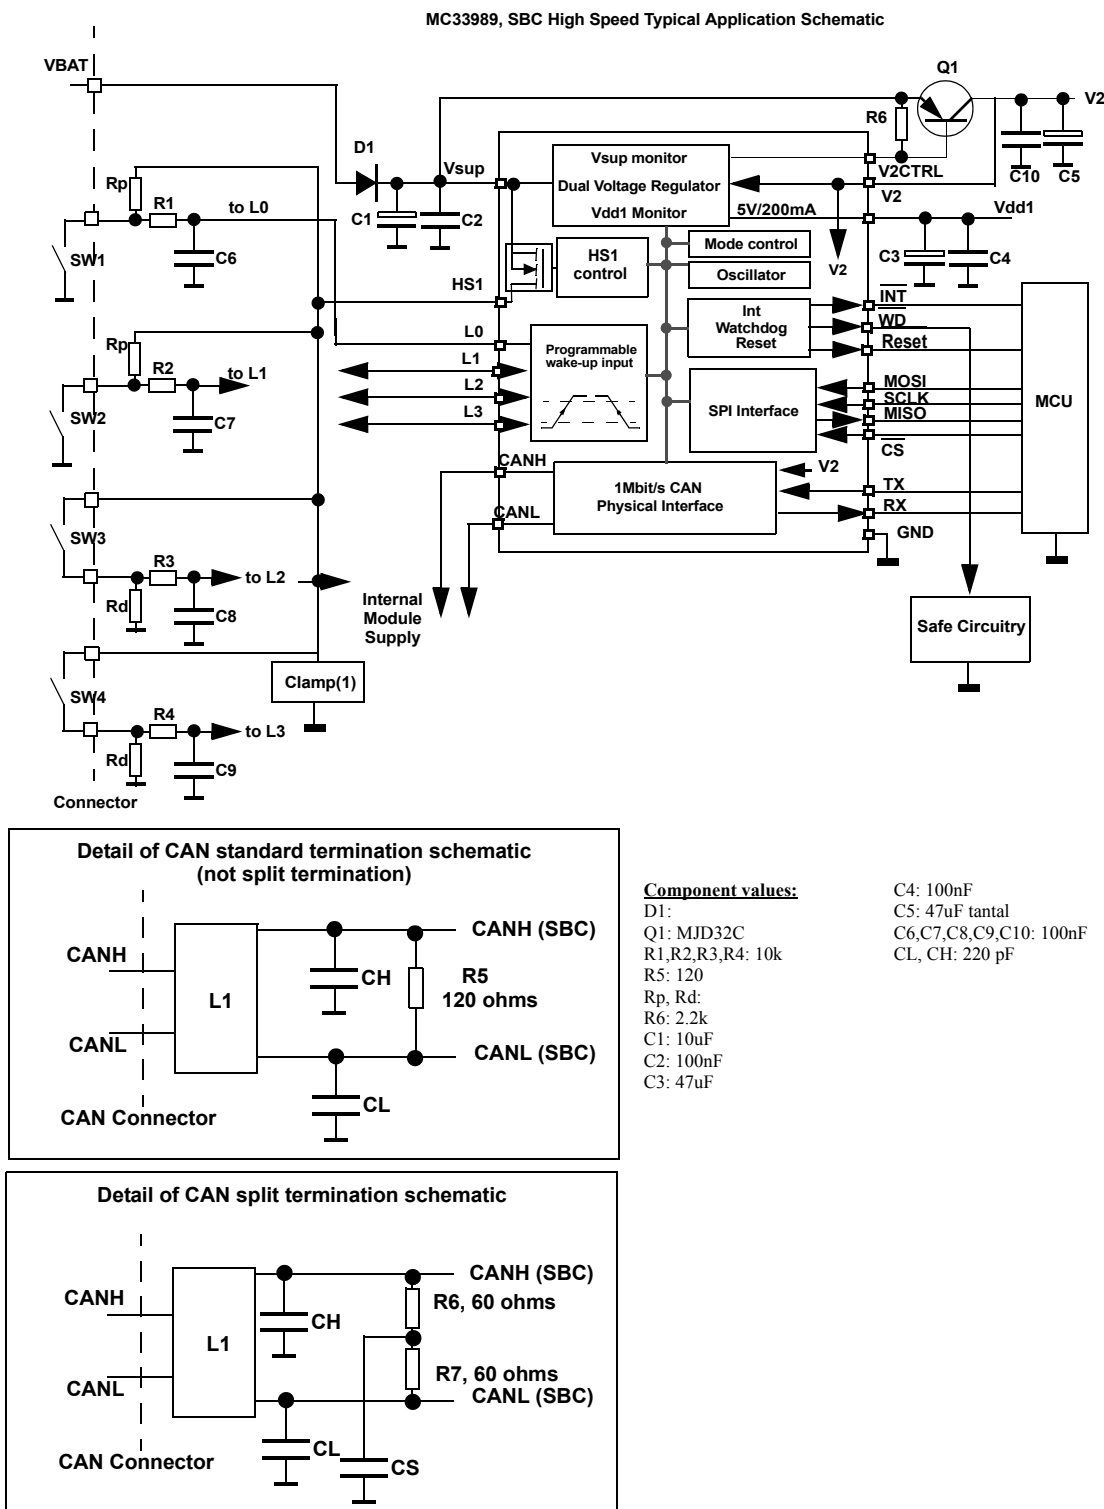 MC33989, SBC High Speed Typical Application Schematic
VBAT
Q1
V2
R6
D1
Vsup
Vsup monitor
Dual Voltage Regulator
Vdd1 Monitor
V2CTRL
V2
C10
C5
Rp
R1
to L0
C1
C2
5V/200mA
Vdd1
SW1
C6
HS1
HS1
control
Mode control
Oscillator
V2
C3
C4
Int
Watchdog
Reset
INT
WD
Reset
Rp
R2
to L1
L0
L1
L2
L3
Programmable
wake-up input
SPI Interface
MOSI
SCLK
MISO
CS
MCU
SW2
C7
CANH
CANL
1Mbit/s CAN
Physical Interface
V2
TX
RX
GND
SW3
R3
to L2
Rd
C8
Internal
Module
Supply
Safe Circuitry
SW4
Clamp(1)
R4
to L3
Rd
C9
Connector
Detail of CAN standard termination schematic
(not split termination)
CANH
CANL
L1
CANH (SBC)
CH
R5
120 ohms
CANL (SBC)
CL
CAN Connector
Component values:
D1:
Q1: MJD32C
R1,R2,R3,R4: 10k
R5: 120
Rp, Rd:
R6: 2.2k
C1: 10uF
C2: 100nF
C3: 47uF
C4: 100nF
C5: 47uF tantal
C6,C7,C8,C9,C10: 100nF
CL, CH: 220 pF
Detail of CAN split termination schematic
CANH
CANL
L1
CANH (SBC)
CH
R6, 60 ohms
R7, 60 ohms
CANL (SBC)
CL
CS
CAN Connector